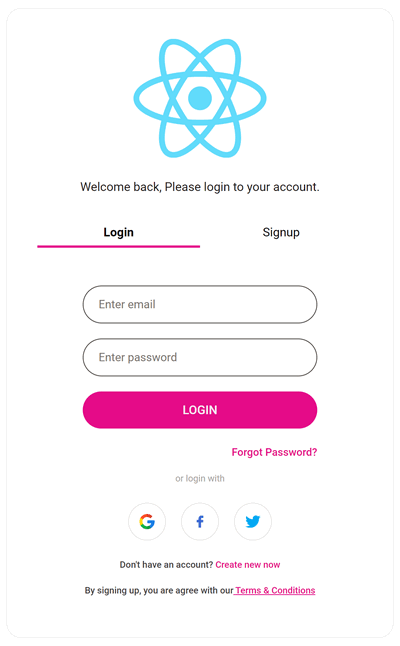 Welcome back, Please login to your account.
Login Signup
Enter email
Enter password
LOGIN
Forgot Password?
or login with
Don't have an account? Create new now
By signing up, you are agree with our Terms & Conditions